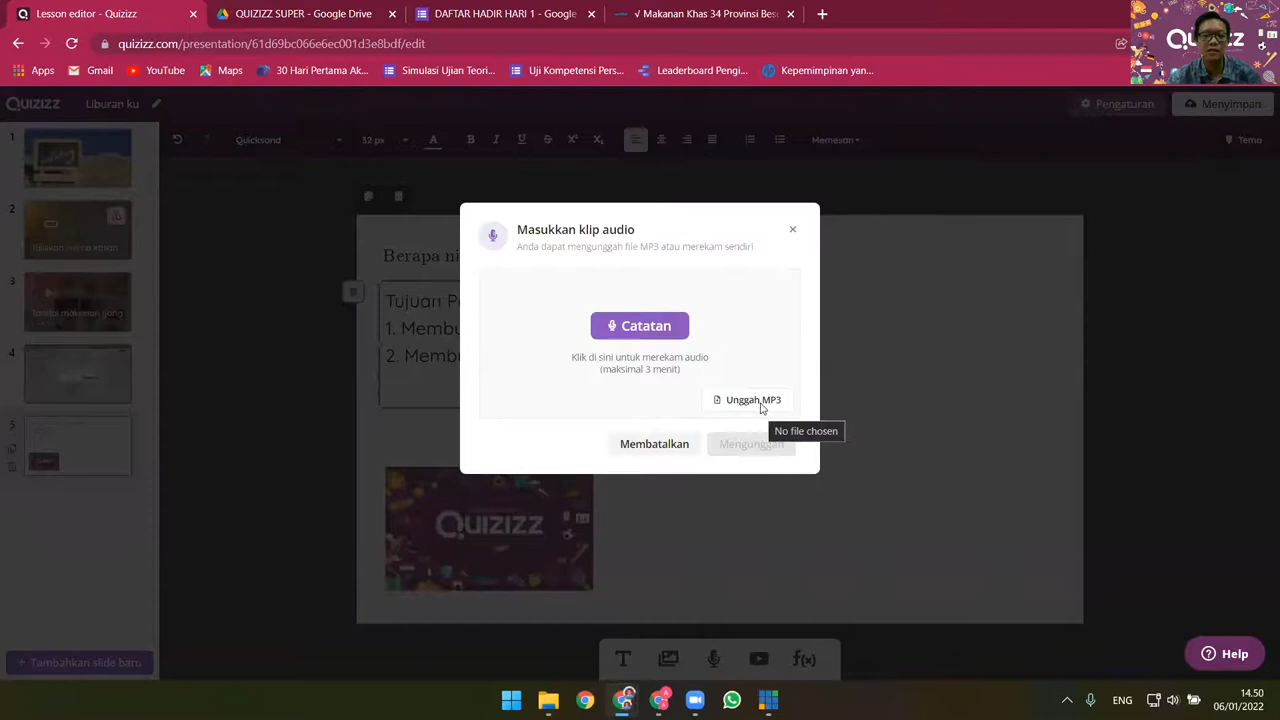 Lesson editor - Quizizz
QUIZIZZ SUPER - Google Drive
DAFTAR HADIR HARI 1 - Google
√ Makanan Khas 34 Provinsi Bes
quizizz.com/presentation/61d69bc066e6ec001d3e8bdf/edit
Apps
Gmail
YouTube
Maps
30 Hari Pertama Ak...
Simulasi Ujian Teori...
Uji Kompetensi Pers...
Leaderboard Pengi...
Kepemimpinan yan...
Quizizz
Liburan ku
Pengaturan
Menyimpan
Quicksand
32 px
A
B
I
U
S
Memesan
Tema
1
2
3
4
5
Berapa ni
Tujuan P
1. Membu
2. Memb
Masukkan klip audio
Anda dapat mengunggah file MP3 atau merekam sendiri
Catatan
Klik di sini untuk merekam audio
(maksimal 3 menit)
Unggah MP3
No file chosen
Membatalkan
Mengunggah
Quizizz
+ Tambahkan slide baru
T
f(x)
Help
ENG
14.50
06/01/2022